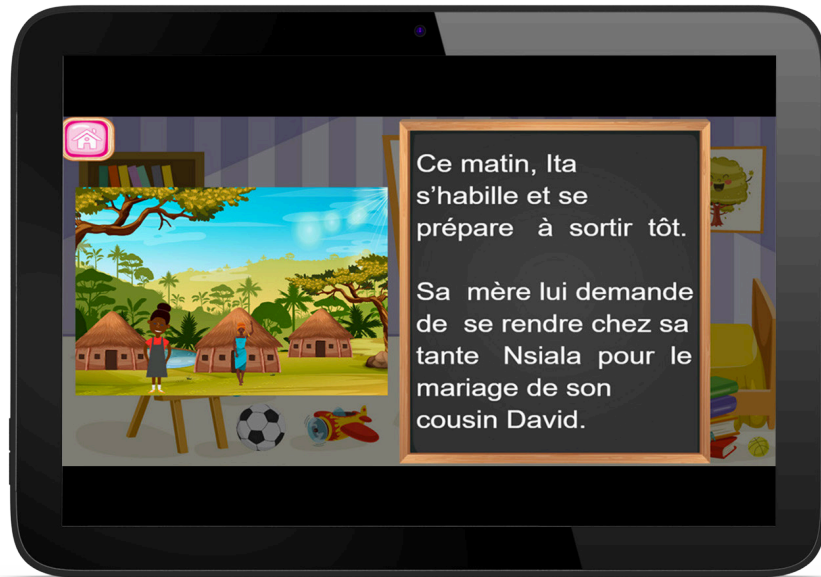 Ce matin, Ita
s'habille et se
prépare à sortir tôt.
Sa mère lui demande
de se rendre chez sa
tante Nsiala pour le
mariage de son
cousin David.